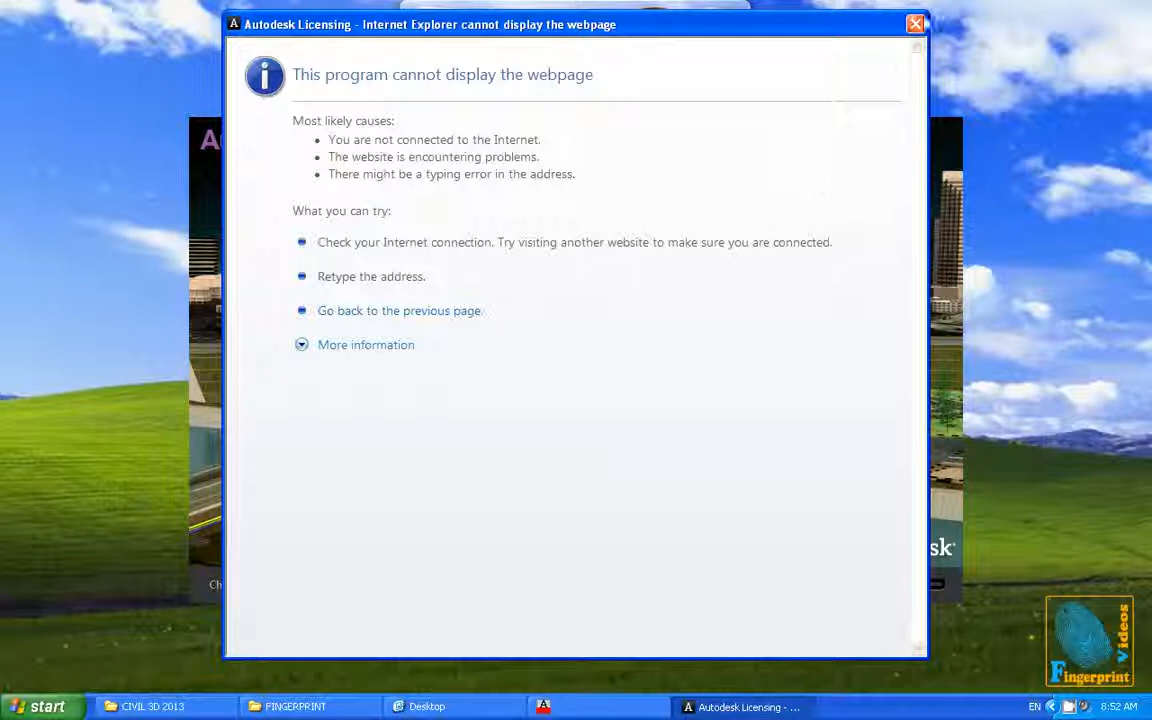 Autodesk Licensing - Internet Explorer cannot display the webpage
This program cannot display the webpage
Most likely causes:
You are not connected to the Internet.
The website is encountering problems.
There might be a typing error in the address.
What you can try:
Check your Internet connection. Try visiting another website to make sure you are connected.
Retype the address.
Go back to the previous page.
More information
A
sk
Ch
Fingerprint Videos
start
CIVIL 3D 2013
FINGERPRINT
Desktop
Autodesk Licensing - ...
EN
8:52 AM